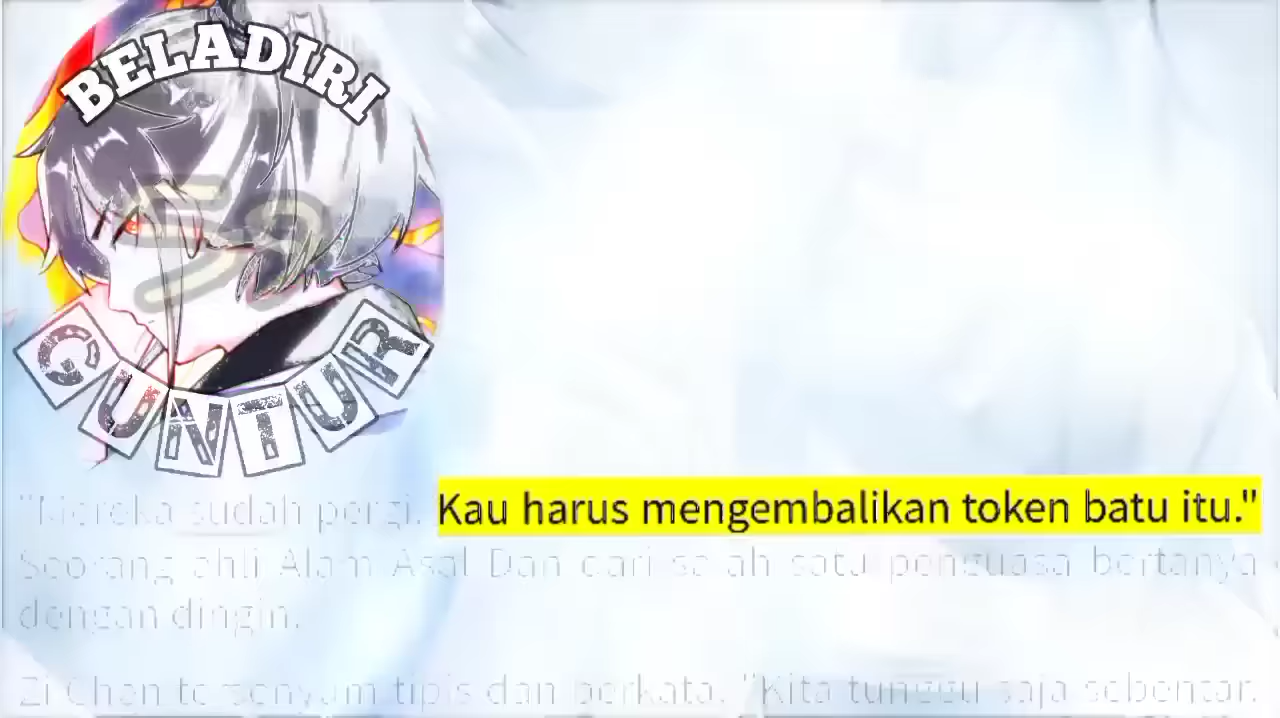 BELADIRI
GUNTUR
"Mereka sudah pergi. Kau harus mengembalikan token batu itu."
Seorang ahli Alam Asal Dan dari salah satu penguasa bertanya
dengan dingin.
Zi Chen tersenyum tipis dan berkata. "Kita tunggu saja sebentar.